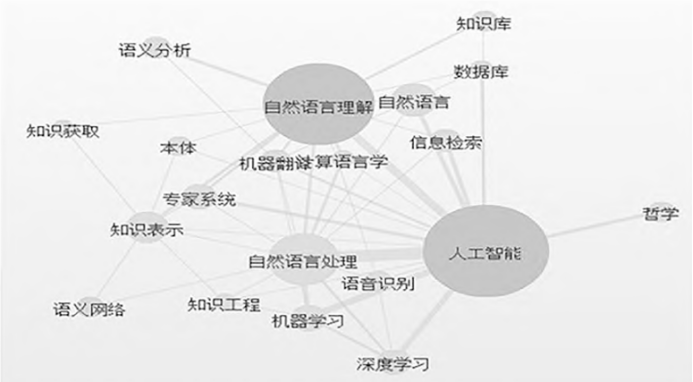 知识库
语义分析
数据库
自然语言理解
自然语言
知识获取
信息检索
本体
机器翻译
计算语言学
专家系统
哲学
知识表示
人工智能
自然语言处理
语音识别
知识工程
语义网络
机器学习
深度学习